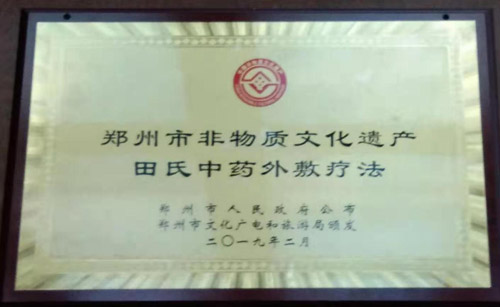 郑州市非物质文化遗产
田氏中药外敷疗法
郑州市人民政府公布
郑州市文化广电和旅游局颁发
二〇一九年二月